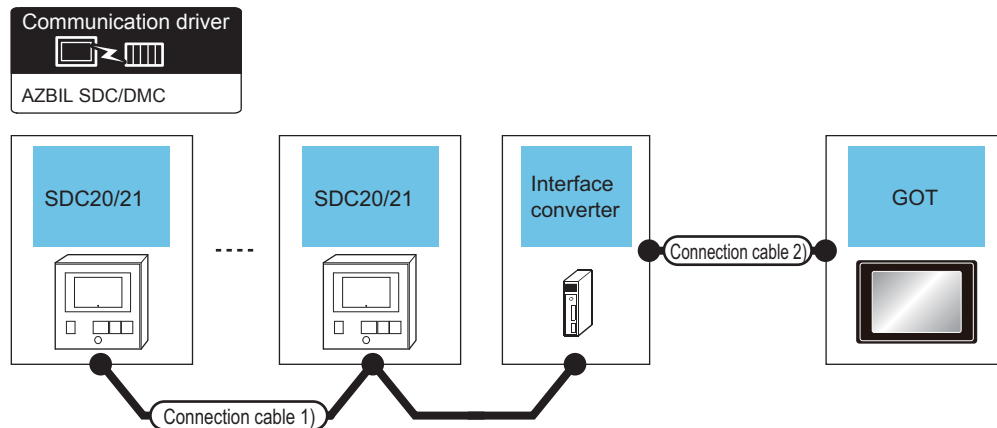 Communication driver
AZBIL SDC/DMC
SDC20/21
SDC20/21
Interface
converter
GOT
Connection cable 2)
Connection cable 1)